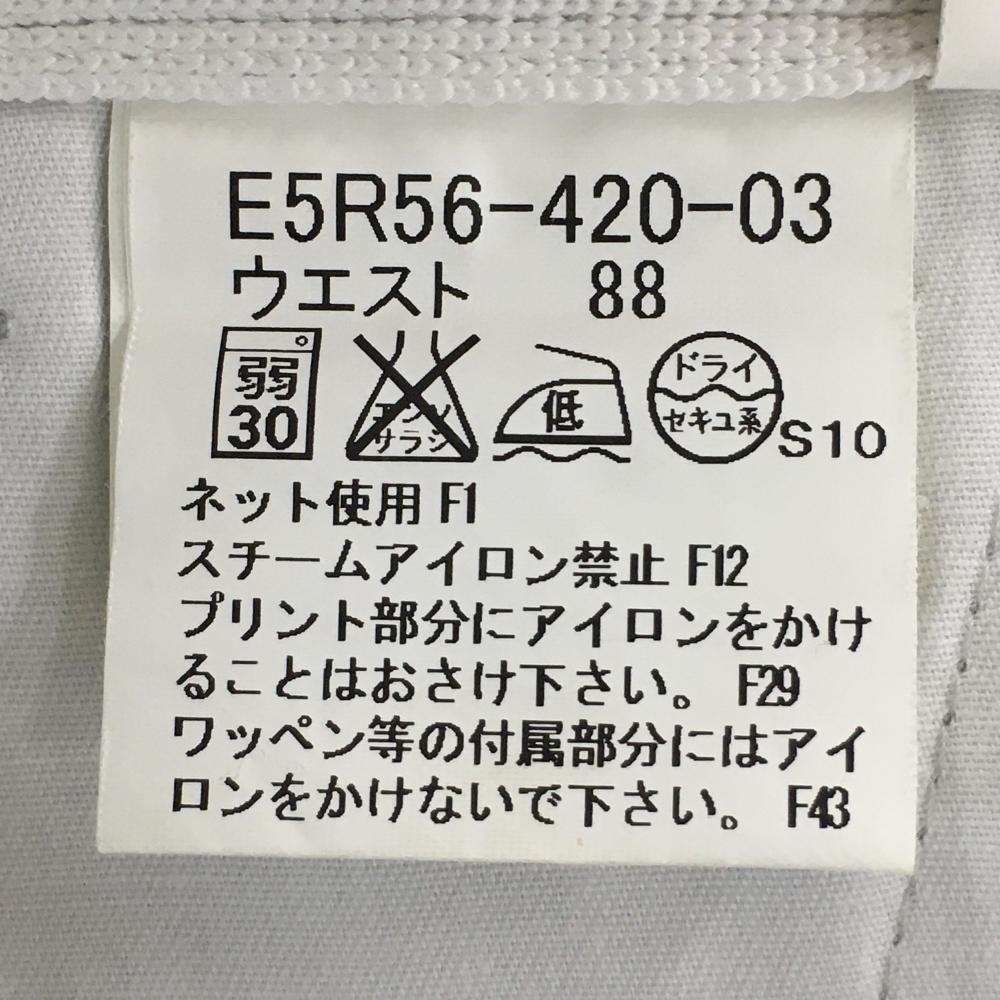 E5R56-420-03
ウエスト 88
弱 30
エンソ サラシ
低
ドライ セキユ系 S10
ネット使用 F1
スチームアイロン禁止 F12
プリント部分にアイロンをかけ
ることはおさけ下さい。 F29
ワッペン等の付属部分にはアイ
ロンをかけないで下さい。 F43